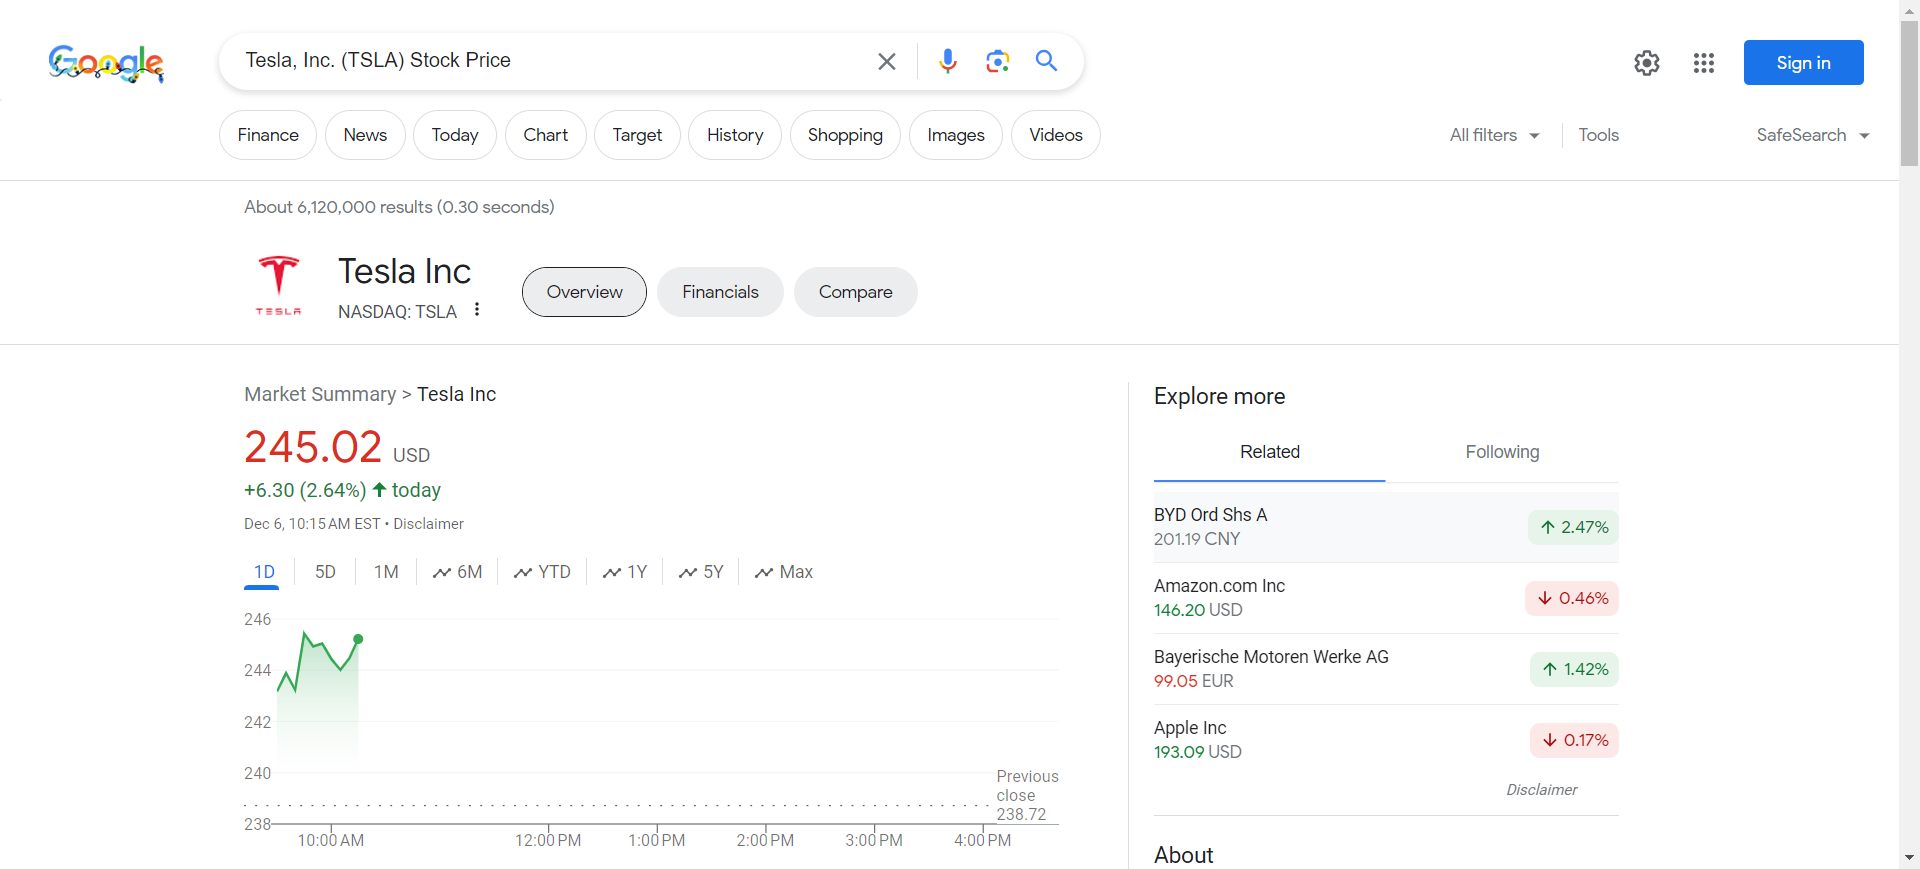 Google
Tesla, Inc. (TSLA) Stock Price
Sign in
Finance
News
Today
Chart
Target
History
Shopping
Images
Videos
All filters
Tools
SafeSearch
About 6,120,000 results (0.30 seconds)
TESLA
Tesla Inc
NASDAQ: TSLA
Overview
Financials
Compare
Market Summary > Tesla Inc
245.02 USD
+6.30 (2.64%) today
Dec 6, 10:15 AM EST • Disclaimer
1D
5D
1M
6M
YTD
1Y
5Y
Max
246
244
242
240
238
Previous
close
238.72
10:00 AM
12:00 PM
1:00 PM
2:00 PM
3:00 PM
4:00 PM
Explore more
Related
Following
BYD Ord Shs A
201.19 CNY
2.47%
Amazon.com Inc
146.20 USD
0.46%
Bayerische Motoren Werke AG
99.05 EUR
1.42%
Apple Inc
193.09 USD
0.17%
Disclaimer
About